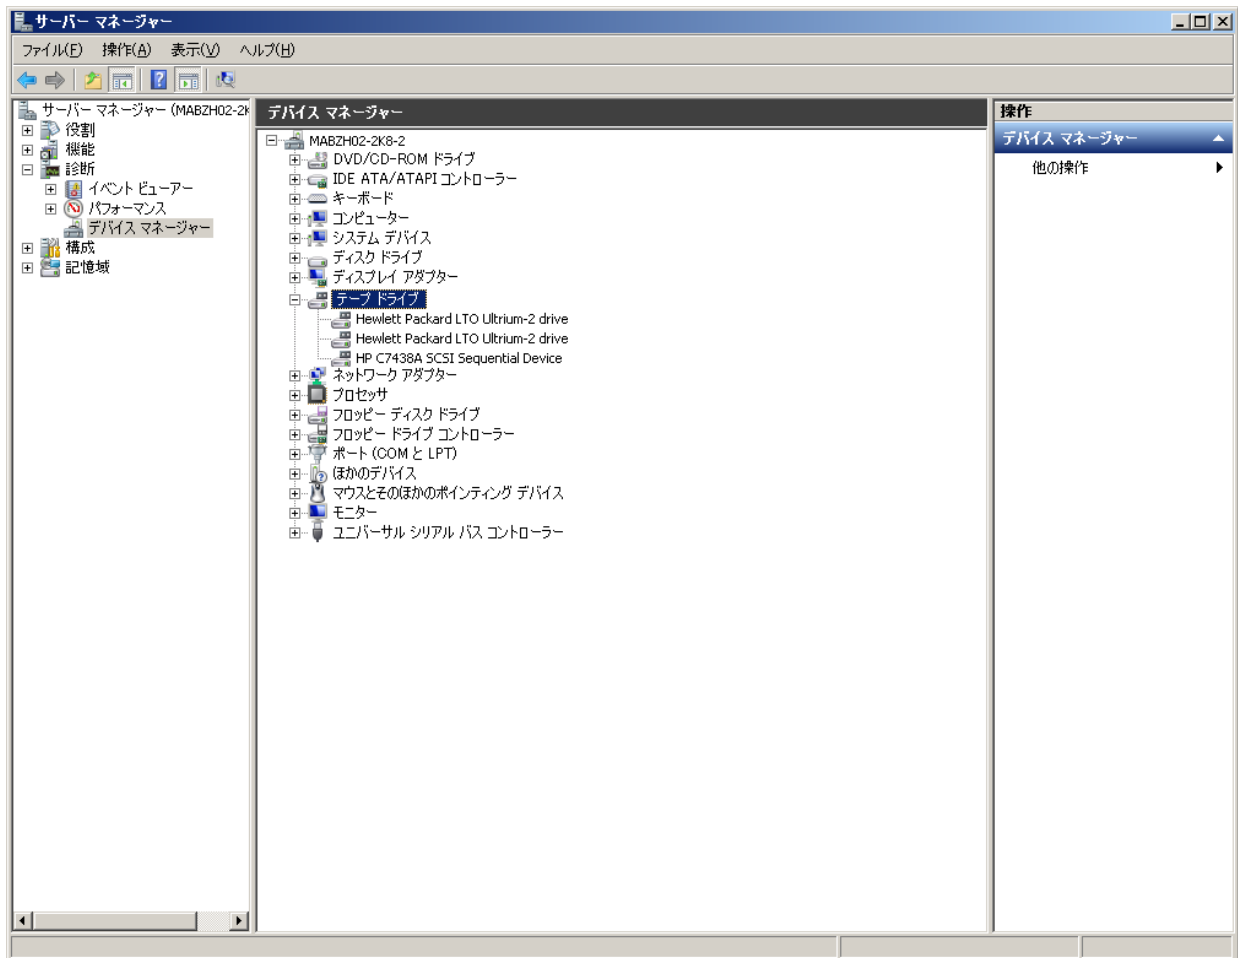 サーバー マネージャー
ファイル(F) 操作(A) 表示(V) ヘルプ(H)
サーバー マネージャー (MABZH02-2K
役割
機能
診断
イベント ビューアー
パフォーマンス
デバイス マネージャー
構成
記憶域
デバイス マネージャー
MABZH02-2K8-2
DVD/CD-ROM ドライブ
IDE ATA/ATAPI コントローラー
キーボード
コンピューター
システム デバイス
ディスク ドライブ
ディスプレイ アダプター
テープ ドライブ
Hewlett Packard LTO Ultrium-2 drive
Hewlett Packard LTO Ultrium-2 drive
HP C7438A SCSI Sequential Device
ネットワーク アダプター
プロセッサ
フロッピー ディスク ドライブ
フロッピー ドライブ コントローラー
ポート (COM と LPT)
ほかのデバイス
マウスとそのほかのポインティング デバイス
モニター
ユニバーサル シリアル バス コントローラー
操作
デバイス マネージャー
他の操作